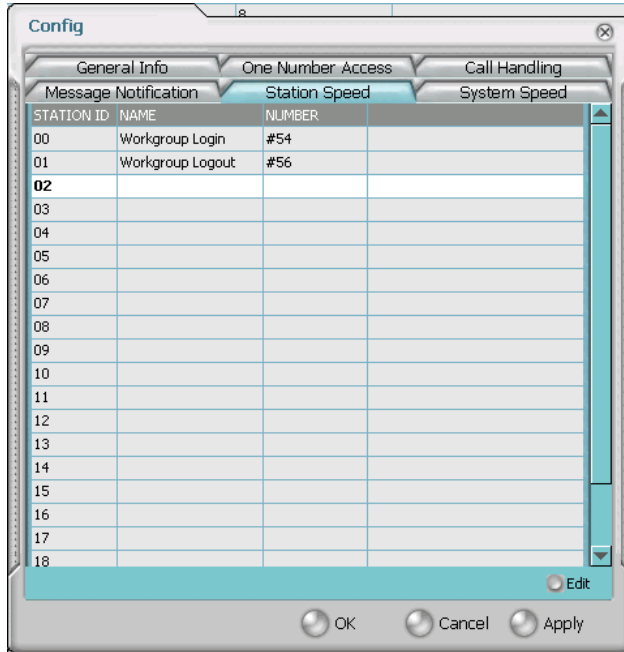 8
Config
General Info One Number Access Call Handling
Message Notification Station Speed System Speed
STATION ID NAME NUMBER
00 Workgroup Login #54
01 Workgroup Logout #56
02
03
04
05
06
07
08
09
10
11
12
13
14
15
16
17
18
Edit
OK Cancel Apply